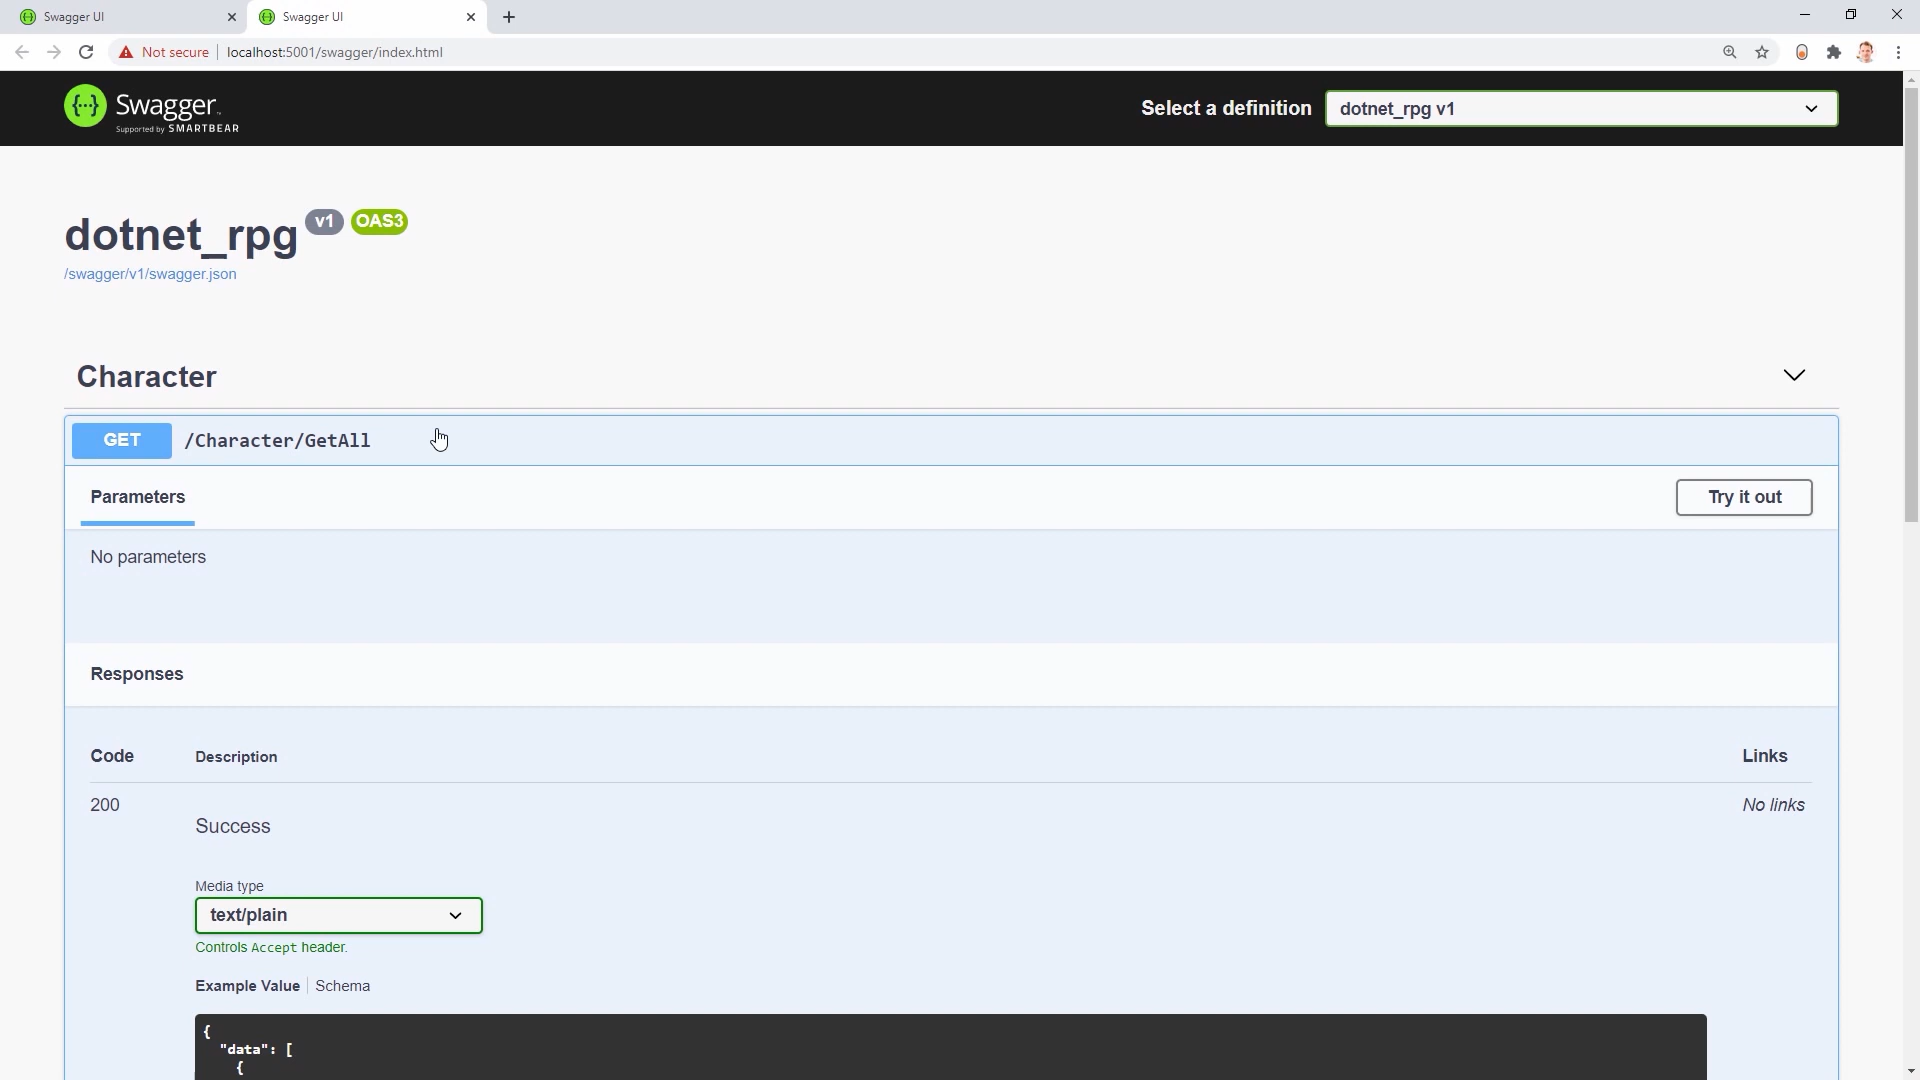 Swagger UI
Swagger UI
Not secure
localhost:5001/swagger/index.html
Swagger
Supported by SMARTBEAR
Select a definition
dotnet_rpg v1
dotnet_rpg v1 OAS3
/swagger/v1/swagger.json
Character
GET /Character/GetAll
Parameters
Try it out
No parameters
Responses
Code Description Links
200 No links
Success
Media type
text/plain
Controls Accept header.
Example Value Schema
{
"data": [
{